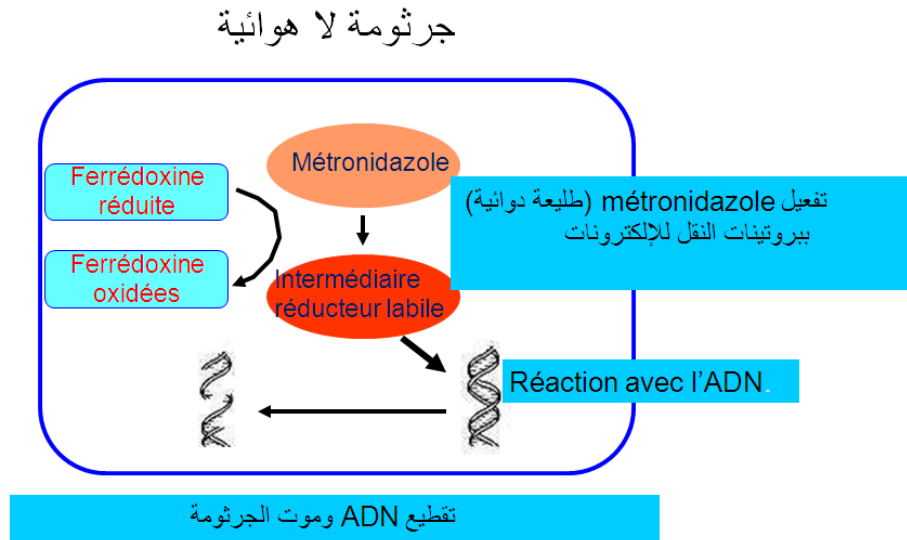 جرثومة لا هوائية
Métronidazole
Ferrédoxine
réduite
تفعيل métronidazole (طليعة دوائية)
ببروتينات النقل للإلكترونات
Ferrédoxine
oxidées
Intermédiaire
réducteur labile
Réaction avec l’ADN.
تقطيع ADN وموت الجرثومة